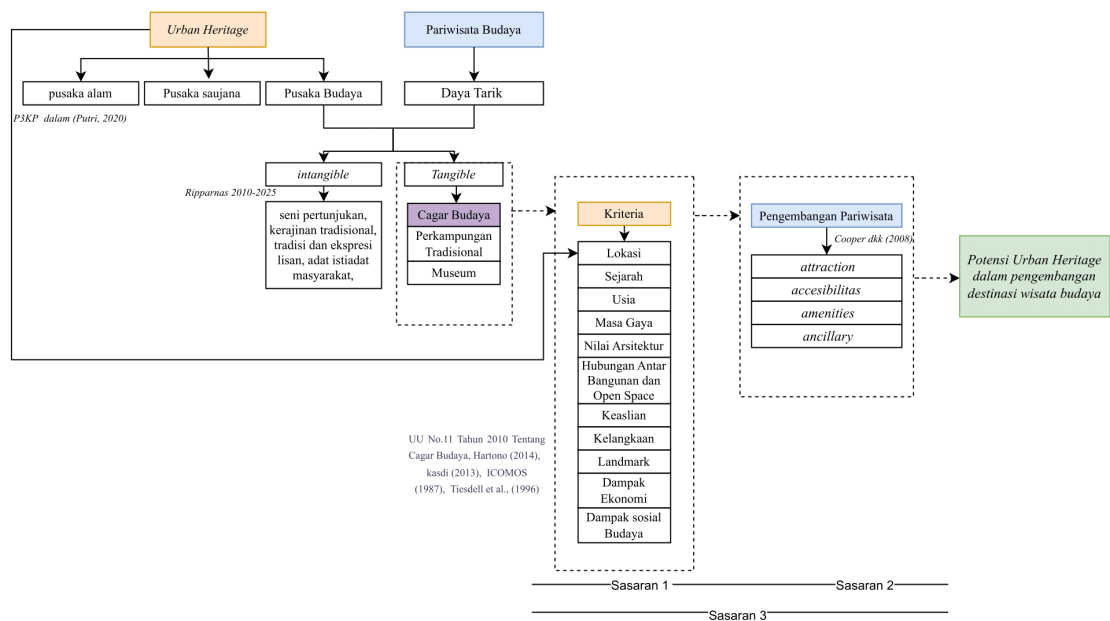 Urban Heritage
Pariwisata Budaya
pusaka alam
Pusaka saujana
Pusaka Budaya
Daya Tarik
P3KP dalam (Putri, 2020)
intangible
Tangible
Ripparnas 2010-2025
seni pertunjukan,
kerajinan tradisional,
tradisi dan ekspresi
lisan, adat istiadat
masyarakat,
Cagar Budaya
Perkampungan
Tradisional
Museum
Kriteria
Lokasi
Sejarah
Usia
Masa Gaya
Nilai Arsitektur
Hubungan Antar
Bangunan dan
Open Space
Keaslian
Kelangkaan
Landmark
Dampak
Ekonomi
Dampak sosial
Budaya
UU No.11 Tahun 2010 Tentang
Cagar Budaya, Hartono (2014),
kasdi (2013), ICOMOS
(1987), Tiesdell et al., (1996)
Pengembangan Pariwisata
Cooper dkk (2008)
attraction
accesibilitas
amenities
ancillary
Potensi Urban Heritage
dalam pengembangan
destinasi wisata budaya
Sasaran 1
Sasaran 2
Sasaran 3